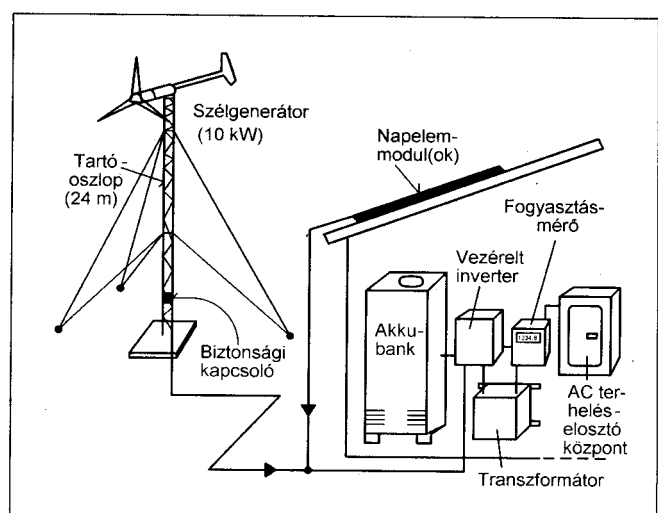 Szélgenerátor
(10 kW)
Tartó-
oszlop
(24 m)
Biztonsági
kapcsoló
Napelem-
modul(ok)
Fogyasztás-
mérő
Vezérelt
inverter
Akku-
bank
1234.8
AC ter-
helés-
elosztó
központ
Transzformátor